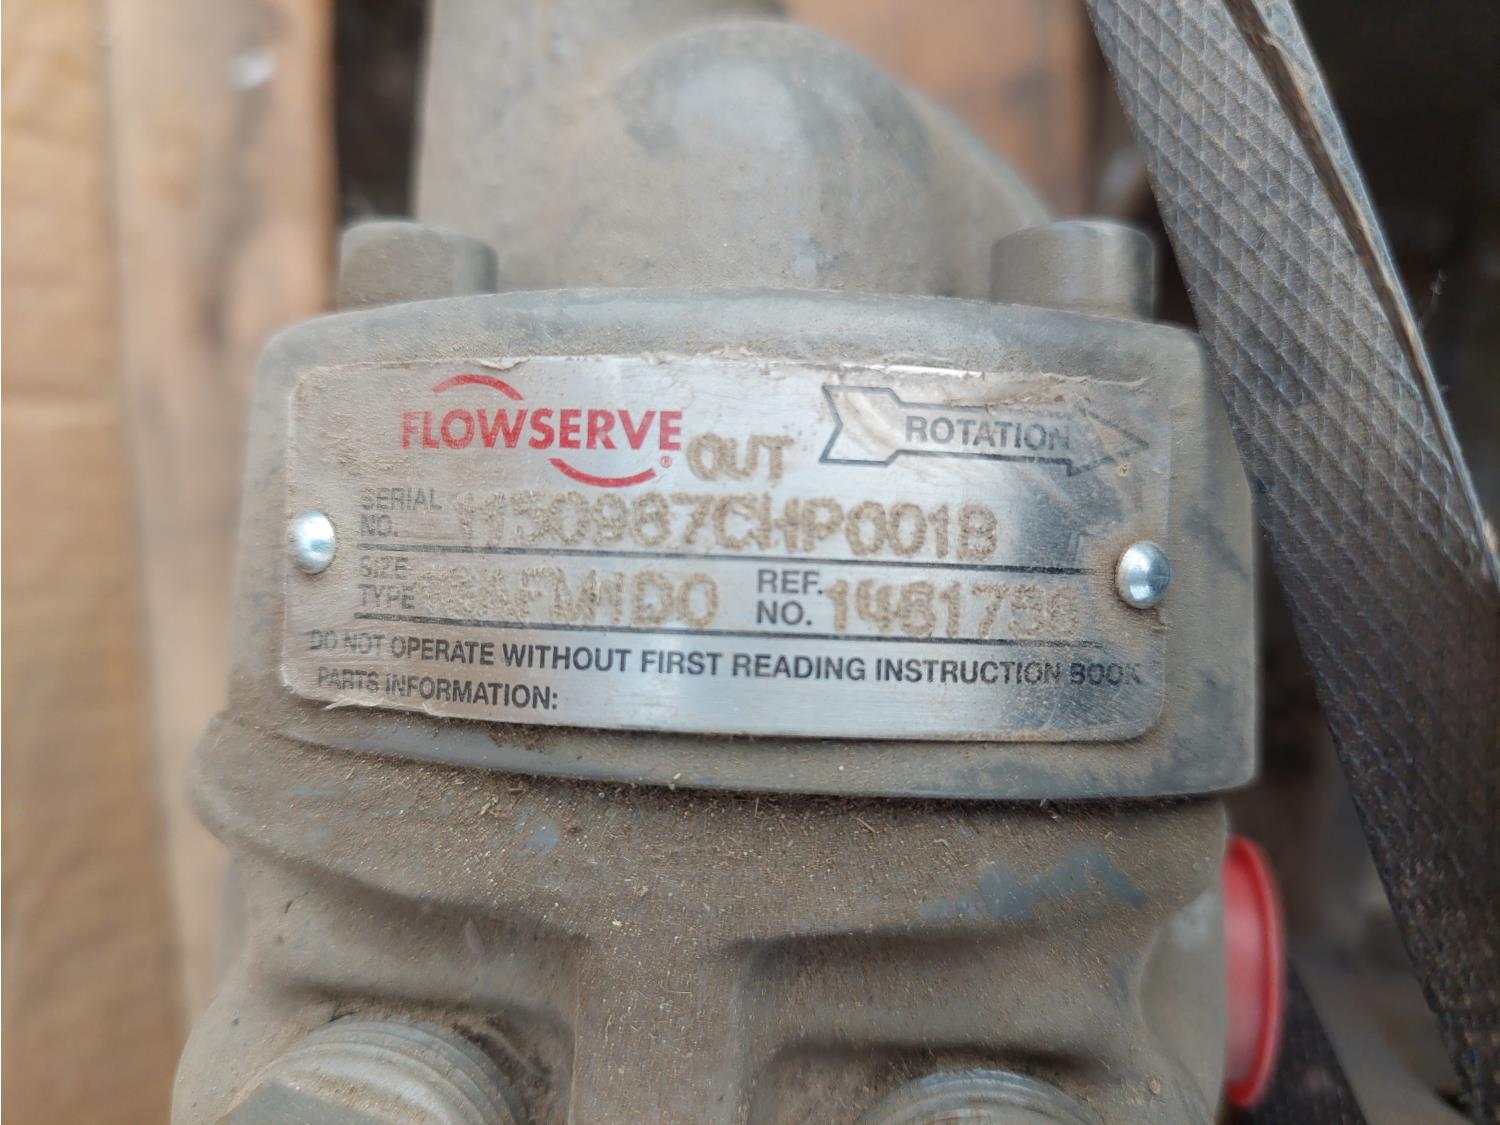 FLOWSERVE®
OUT
ROTATION
SERIAL
NO. 1130987CHP001B
SIZE
TYPE
REF.
NO.
DO NOT OPERATE WITHOUT FIRST READING INSTRUCTION BOOK
PARTS INFORMATION: